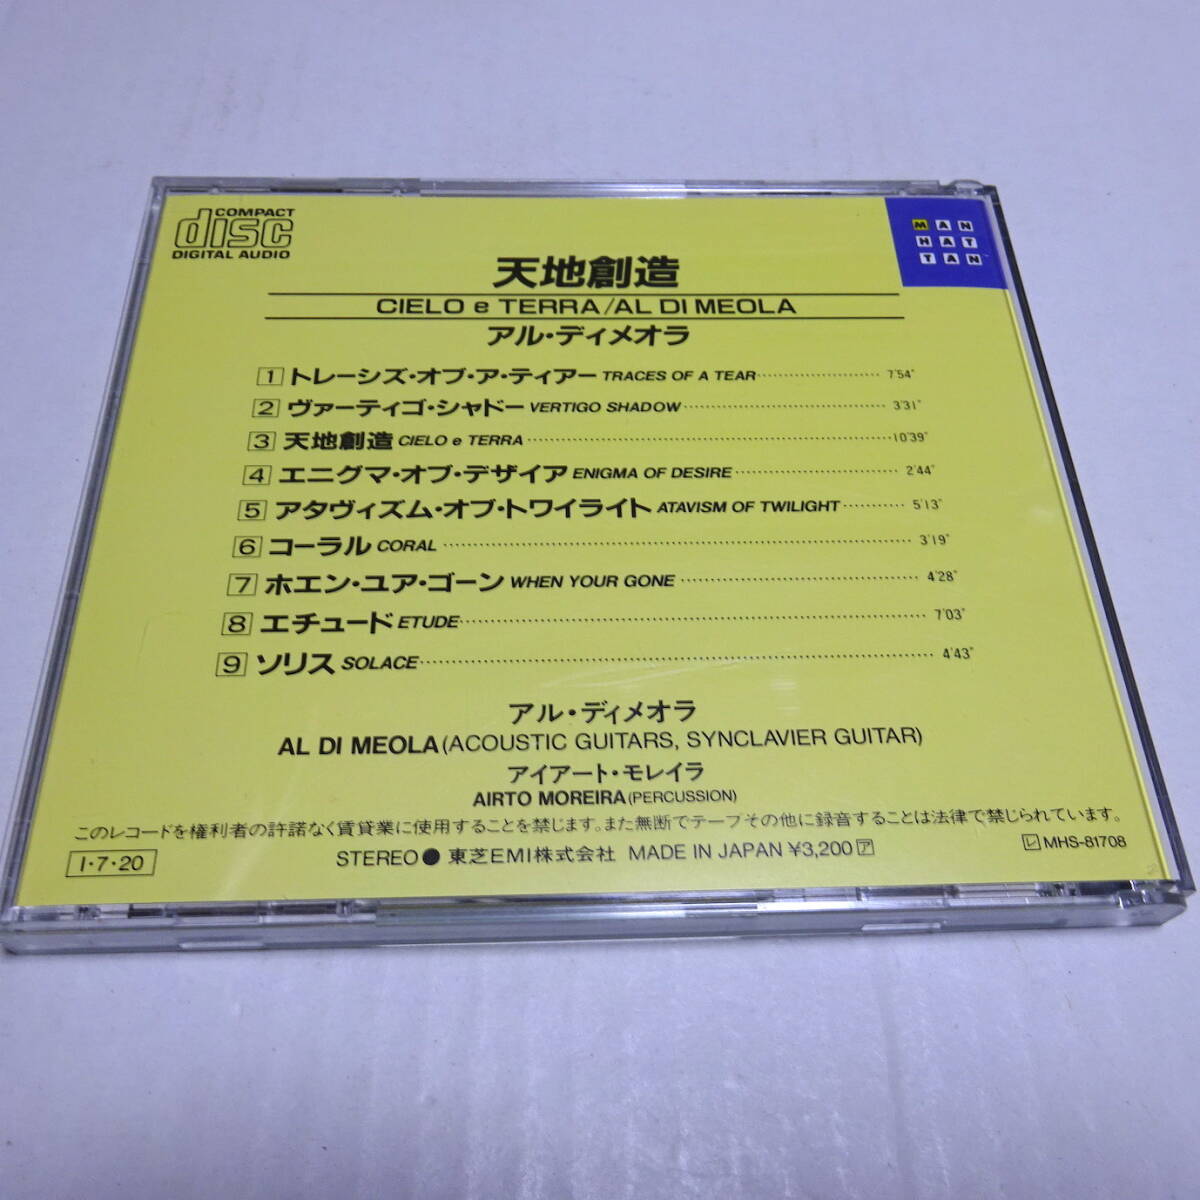 COMPACT
disc
DIGITAL AUDIO
MAN
HAT
TAN
天地創造
CIELO e TERRA/AL DI MEOLA
アル・ディメオラ
1 トレーシズ・オブ・ア・ティアー TRACES OF A TEAR 7'54"
2 ヴァーティゴ・シャドー VERTIGO SHADOW 3'31"
3 天地創造 CIELO e TERRA 10'39"
4 エニグマ・オブ・デザイア ENIGMA OF DESIRE 2'44"
5 アタヴィズム・オブ・トワイライト ATAVISM OF TWILIGHT 5'13"
6 コーラル CORAL 3'19"
7 ホエン・ユア・ゴーン WHEN YOUR GONE 4'28"
8 エチュード ETUDE 7'03"
9 ソリス SOLACE 4'43"
アル・ディメオラ
AL DI MEOLA (ACOUSTIC GUITARS, SYNCLAVIER GUITAR)
アイアート・モレイラ
AIRTO MOREIRA (PERCUSSION)
このレコードを権利者の許諾なく賃貸業に使用することを禁じます。また無断でテープその他に録音することは法律で禁じられています。
I・7・20 STEREO● 東芝EMI株式会社 MADE IN JAPAN ¥3,200 ア レ MHS-81708